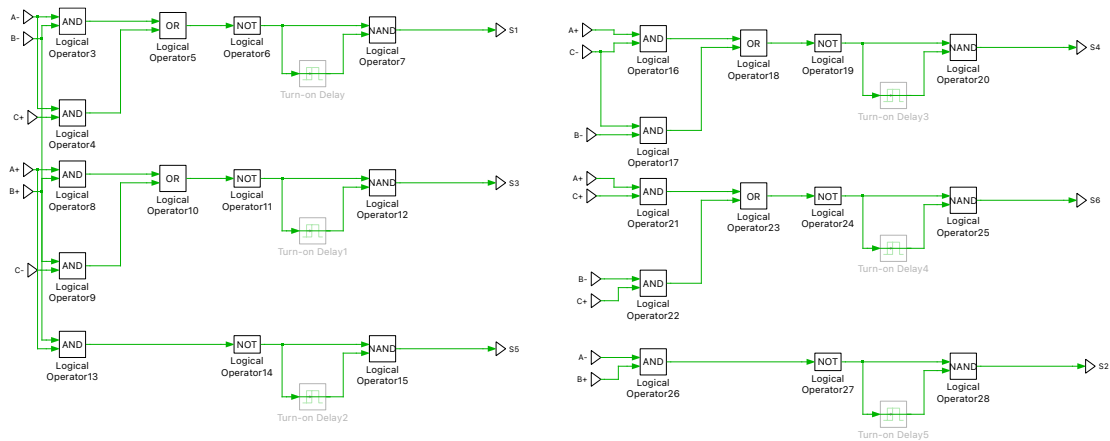 A-
AND
OR
NOT
NAND
S1
B-
Logical
Operator3
Logical
Operator5
Logical
Operator6
Logical
Operator7
Turn-on Delay
C+
AND
Logical
Operator4
A+
AND
OR
NOT
NAND
S3
B+
Logical
Operator8
Logical
Operator10
Logical
Operator11
Logical
Operator12
Turn-on Delay1
C-
AND
Logical
Operator9
AND
NOT
NAND
S5
Logical
Operator13
Logical
Operator14
Logical
Operator15
Turn-on Delay2
A+
AND
OR
NOT
NAND
S4
C-
Logical
Operator16
Logical
Operator18
Logical
Operator19
Logical
Operator20
Turn-on Delay3
B-
AND
Logical
Operator17
A+
AND
OR
NOT
NAND
S6
C+
Logical
Operator21
Logical
Operator23
Logical
Operator24
Logical
Operator25
Turn-on Delay4
B-
AND
C+
Logical
Operator22
A-
AND
NOT
NAND
S2
B+
Logical
Operator26
Logical
Operator27
Logical
Operator28
Turn-on Delay5